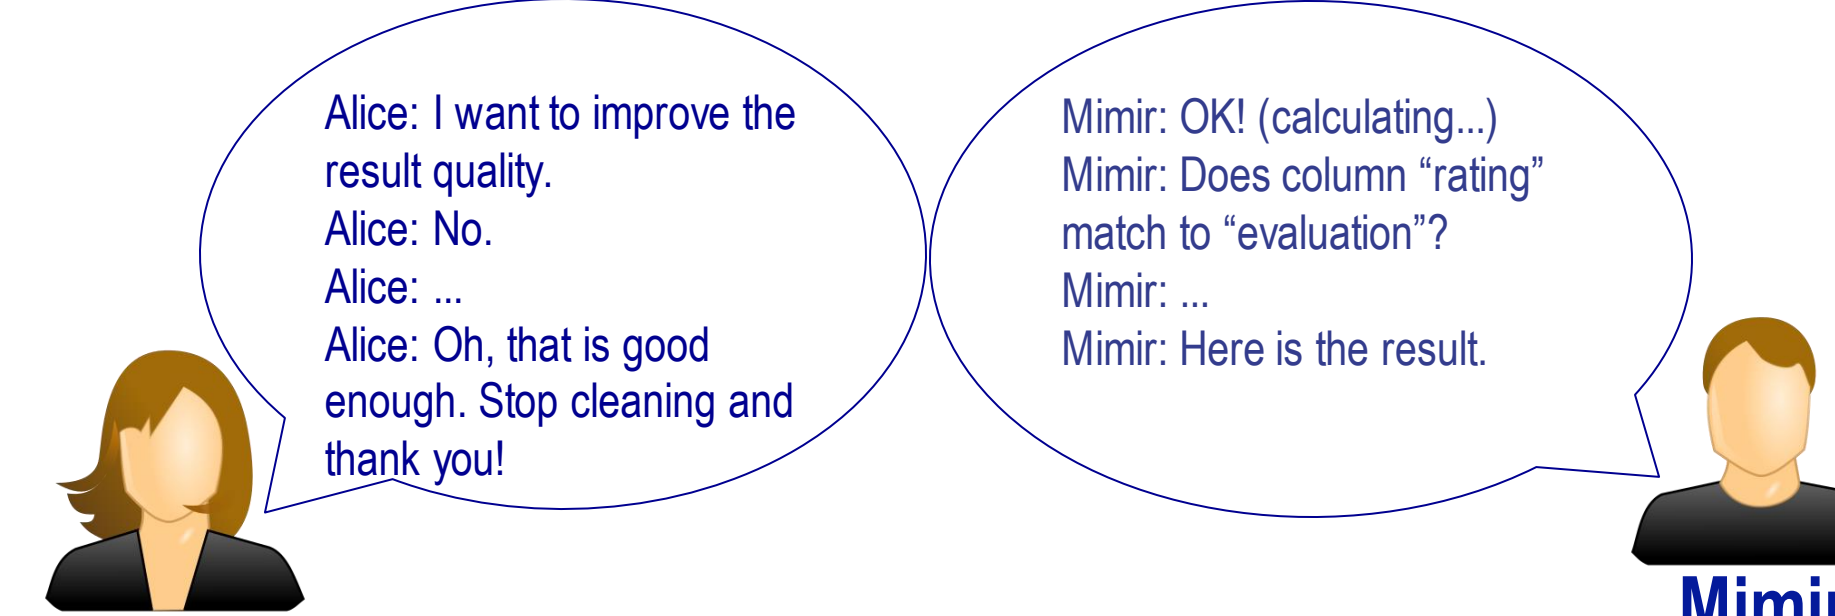 Alice: I want to improve the
result quality.
Alice: No.
Alice: ...
Alice: Oh, that is good
enough. Stop cleaning and
thank you!
Mimir: OK! (calculating...)
Mimir: Does column “rating”
match to “evaluation”?
Mimir: ...
Mimir: Here is the result.
Mimir